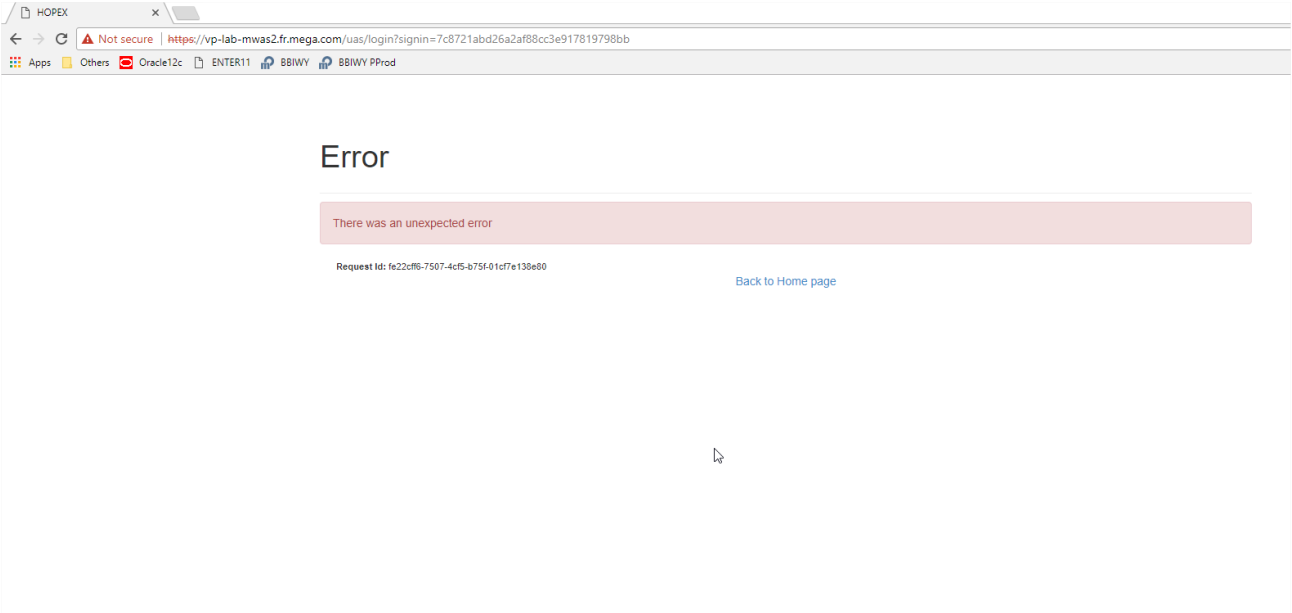 HOPEX
Not secure | https://vp-lab-mwas2.fr.mega.com/uas/login?signin=7c8721abd26a2af88cc3e917819798bb
Apps Others Oracle12c ENTER11 BBIWY BBIWY PProd
Error
There was an unexpected error
Request Id: fe22cff6-7507-4cf5-b75f-01cf7e138e80
Back to Home page